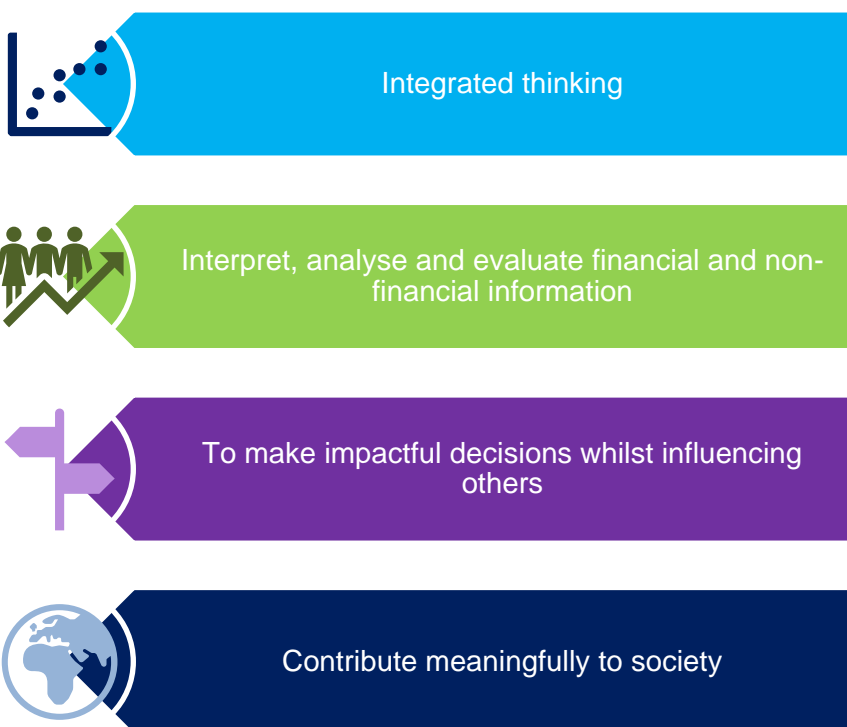 Integrated thinking
Interpret, analyse and evaluate financial and non-
financial information
To make impactful decisions whilst influencing
others
Contribute meaningfully to society